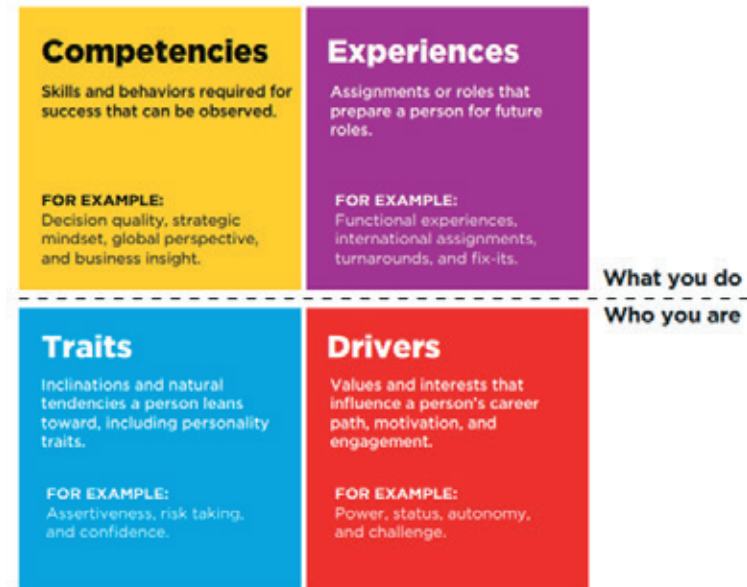 Competencies
Skills and behaviors required for
success that can be observed.
FOR EXAMPLE:
Decision quality, strategic
mindset, global perspective,
and business insight.
Experiences
Assignments or roles that
prepare a person for future
roles.
FOR EXAMPLE:
Functional experiences,
international assignments,
turnarounds, and fix-its.
What you do
Who you are
Traits
Inclinations and natural
tendencies a person leans
toward, including personality
traits.
FOR EXAMPLE:
Assertiveness, risk taking,
and confidence.
Drivers
Values and interests that
influence a person's career
path, motivation, and
engagement.
FOR EXAMPLE:
Power, status, autonomy,
and challenge.